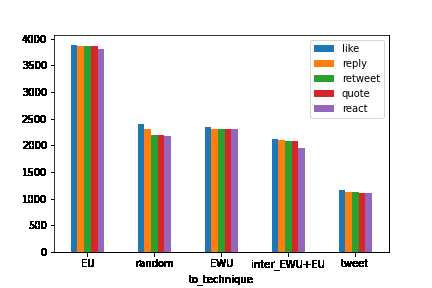 4000
3500
3000
2500
2000
1500
1000
500
0
like
reply
retweet
quote
react
EU random EWU inter_EWU+EU tweet
to_technique